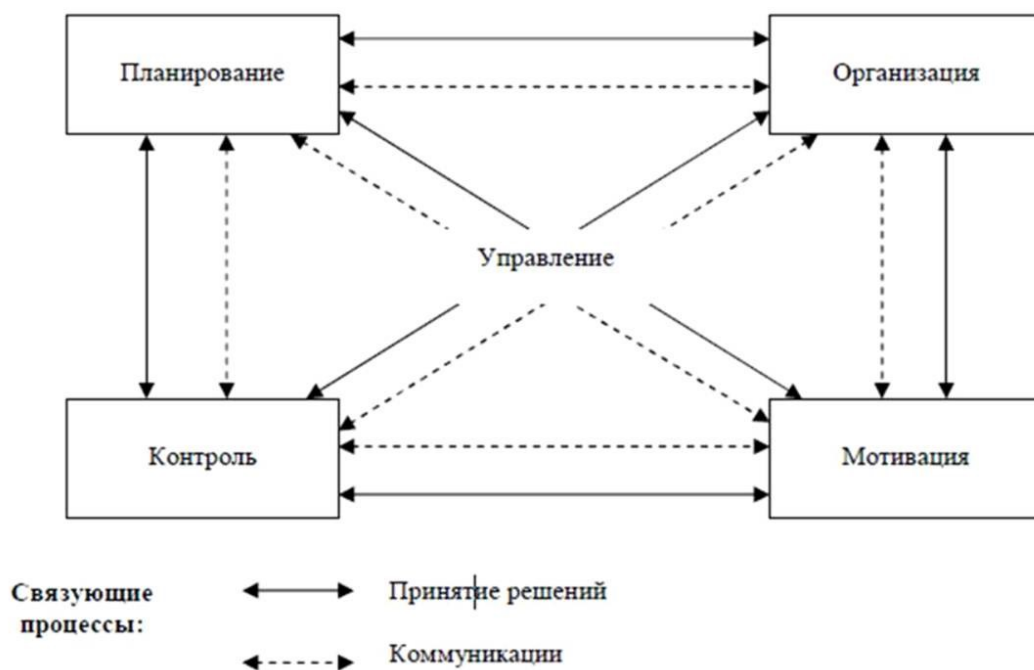 Планирование
Организация
Управление
Контроль
Мотивация
Связующие
процессы:
Принятие решений
Коммуникации